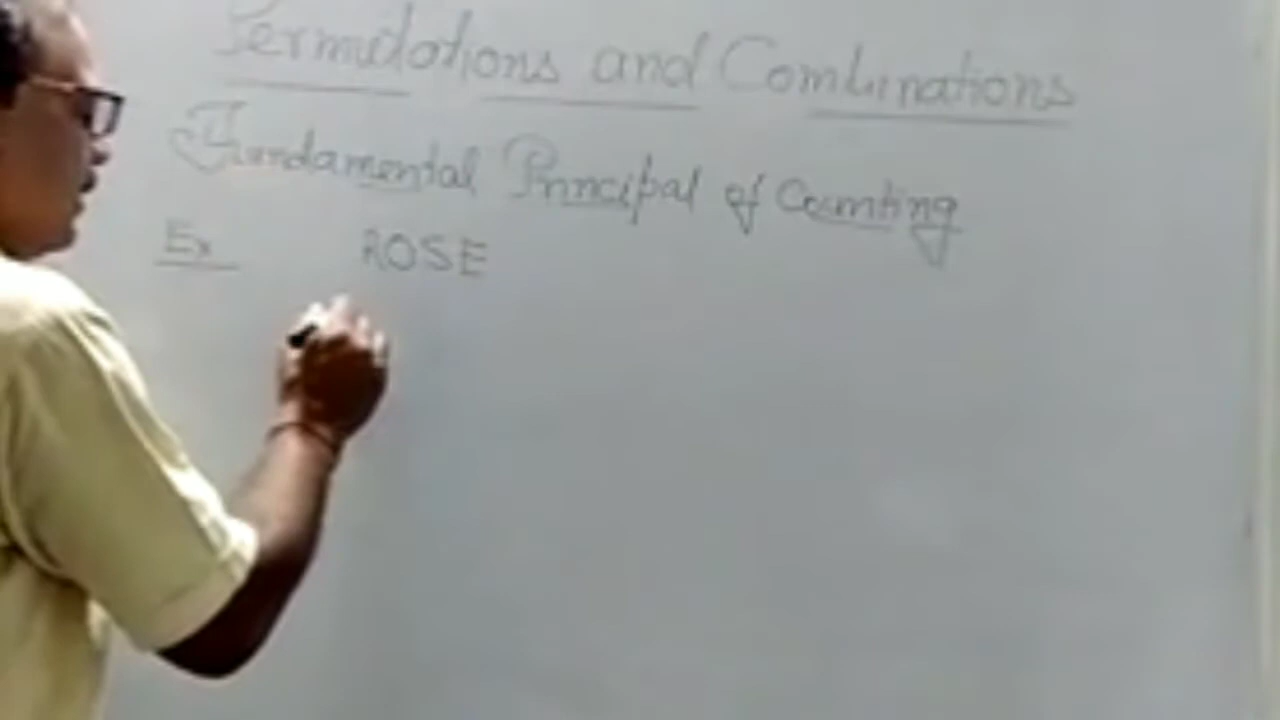 Permutations and Combinations
Fundamental Principal of Counting
Ex ROSE